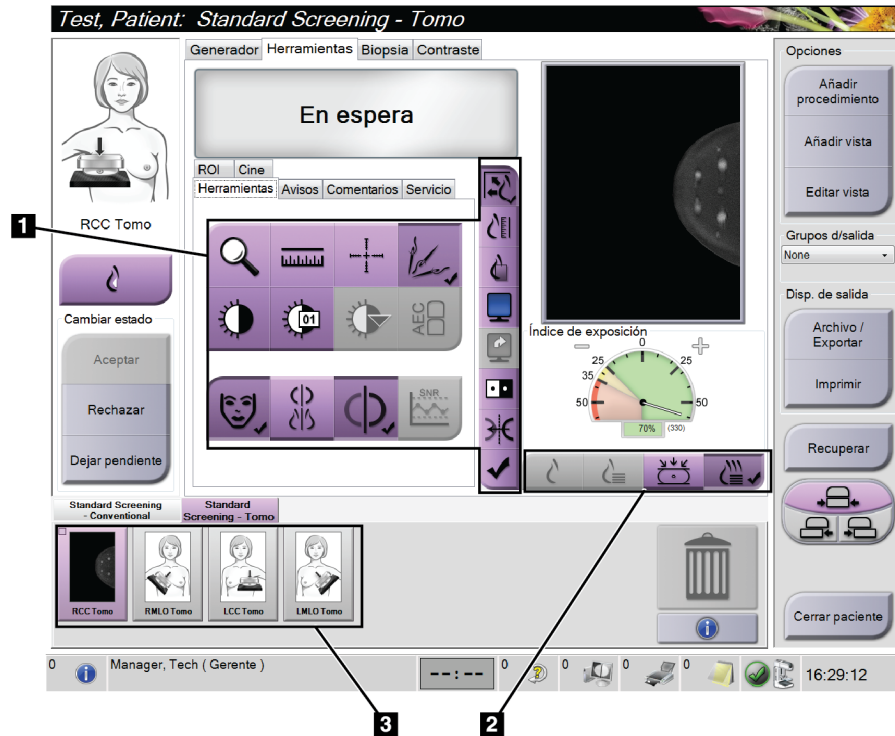 Test, Patient: Standard Screening - Tomo
Generador Herramientas Biopsia Contraste
En espera
ROI Cine
Herramientas Avisos Comentarios Servicio
RCC Tomo
Cambiar estado
Aceptar
Rechazar
Dejar pendiente
01
AEC
SNR
Índice de exposición
0
25 25
35
50 50
70% (330)
Opciones
Añadir
procedimiento
Añadir vista
Editar vista
Grupos d/salida
None
Disp. de salida
Archivo /
Exportar
Imprimir
Recuperar
Cerrar paciente
Standard Screening
- Conventional
Standard
Screening - Tomo
RCC Tomo
RMLO Tomo
LCC Tomo
LMLO Tomo
0 Manager, Tech ( Gerente ) --:-- 0 0 0 0 16:29:12
1
2
3